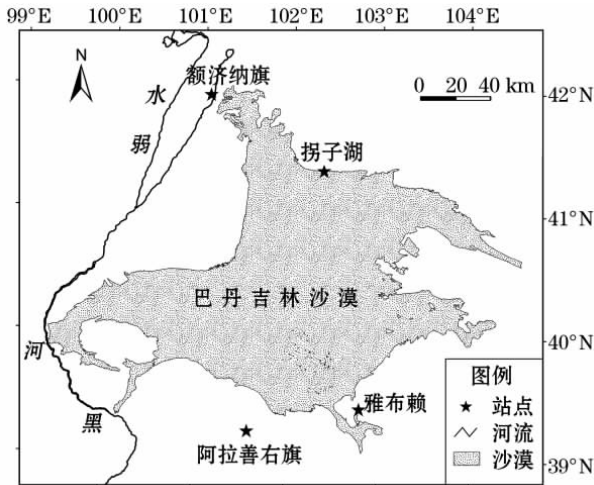 99°E 100°E 101°E 102°E 103°E 104°E
N
0 20 40 km
额济纳旗
42°N
水
弱
拐子湖
41°N
巴丹吉林沙漠
40°N
河
图例
站点
河流
沙漠
雅布赖
黑
阿拉善右旗
39°N